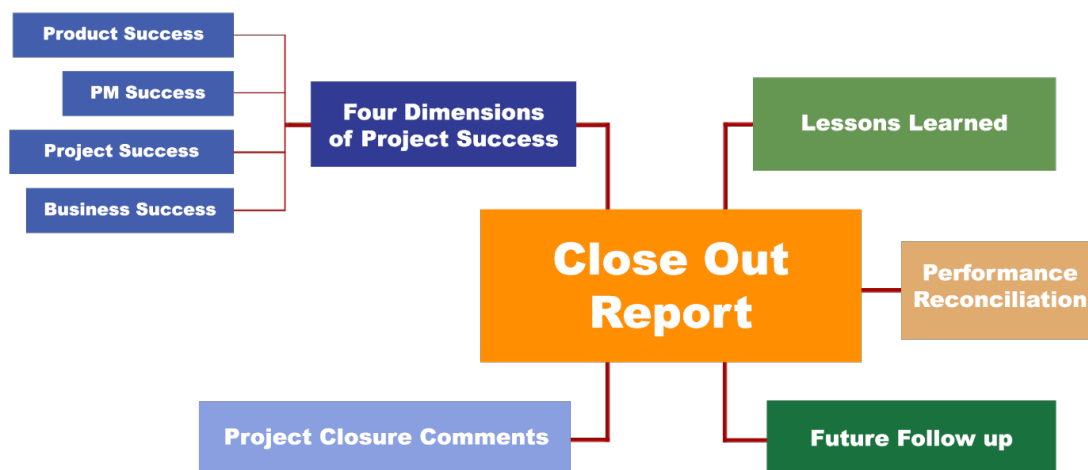 Product Success
PM Success
Project Success
Business Success
Four Dimensions
of Project Success
Lessons Learned
Close Out
Report
Performance
Reconciliation
Project Closure Comments
Future Follow up